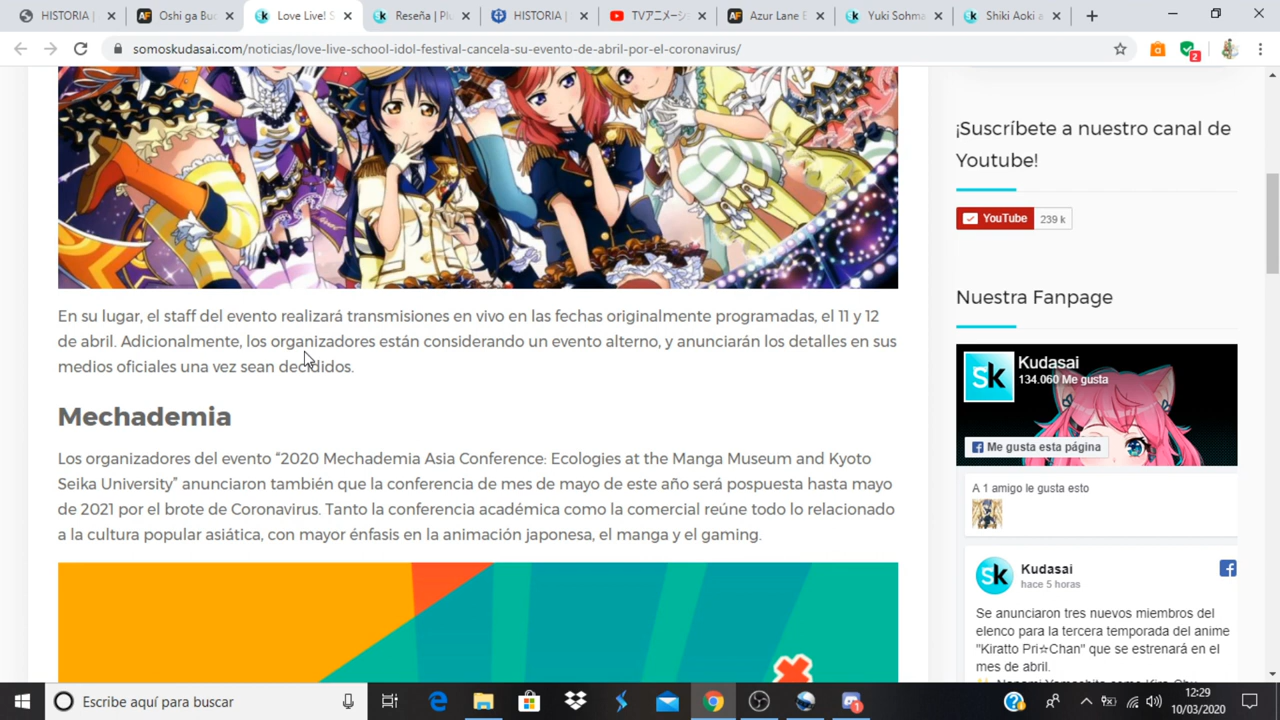 HISTORIA |
Oshi ga Bud
Love Live! S
Reseña | Plu
HISTORIA |
TVアニメーシ
Azur Lane B
Yuki Sohma
Shiki Aoki a
somoskudasai.com/noticias/love-live-school-idol-festival-cancela-su-evento-de-abril-por-el-coronavirus/
2
En su lugar, el staff del evento realizará transmisiones en vivo en las fechas originalmente programadas, el 11 y 12
de abril. Adicionalmente, los organizadores están considerando un evento alterno, y anunciarán los detalles en sus
medios oficiales una vez sean decididos.
Mechademia
Los organizadores del evento “2020 Mechademia Asia Conference: Ecologies at the Manga Museum and Kyoto
Seika University” anunciaron también que la conferencia de mes de mayo de este año será pospuesta hasta mayo
de 2021 por el brote de Coronavirus. Tanto la conferencia académica como la comercial reúne todo lo relacionado
a la cultura popular asiática, con mayor énfasis en la animación japonesa, el manga y el gaming.
¡Suscríbete a nuestro canal de
Youtube!
YouTube 239 k
Nuestra Fanpage
Sk
Kudasai
134.060 Me gusta
Me gusta esta página
A 1 amigo le gusta esto
Sk
Kudasai
hace 5 horas
Se anunciaron tres nuevos miembros del
elenco para la tercera temporada del anime
"Kiratto Pri☆Chan" que se estrenará en el
mes de abril.
Escribe aquí para buscar
1
12:29
10/03/2020